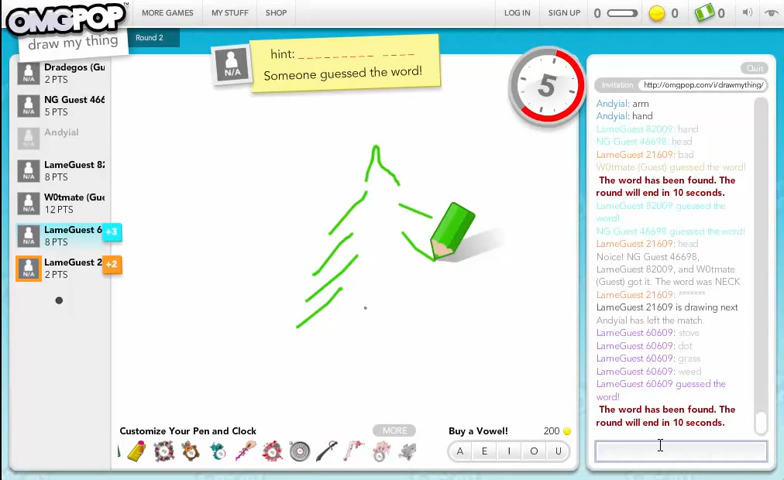 OMGPOP
MORE GAMES
MY STUFF
SHOP
LOG IN
SIGN UP
0
0
0
draw my thing
Round 2
N/A
hint: _ _ _ _ _ _ _ _ _ _ _ _
Someone guessed the word!
5
Quit
Invitation
http://omgpop.com/i/drawmything/
N/A
Dradegos (Gu
2 PTS
N/A
NG Guest 466
5 PTS
N/A
Andyial
N/A
LameGuest 82
8 PTS
N/A
W0tmate (Gue
12 PTS
N/A
LameGuest 6
+3
8 PTS
N/A
LameGuest 2
+2
2 PTS
Andyial: arm
Andyial: hand
LameGuest 82009: hand
NG Guest 46698: head
LameGuest 21609: bad
W0tmate (Guest) guessed the word!
The word has been found. The
round will end in 10 seconds.
LameGuest 82009 guessed the
word!
NG Guest 46698 guessed the word!
LameGuest 21609: head
Noice! NG Guest 46698,
LameGuest 82009, and W0tmate
(Guest) got it. The word was NECK
LameGuest 21609: *******
LameGuest 21609 is drawing next
Andyial has left the match.
LameGuest 60609: stove
LameGuest 60609: dot
LameGuest 60609: grass
LameGuest 60609: weed
LameGuest 60609 guessed the
word!
The word has been found. The
round will end in 10 seconds.
Customize Your Pen and Clock
MORE
Buy a Vowel!
200
A E I O U